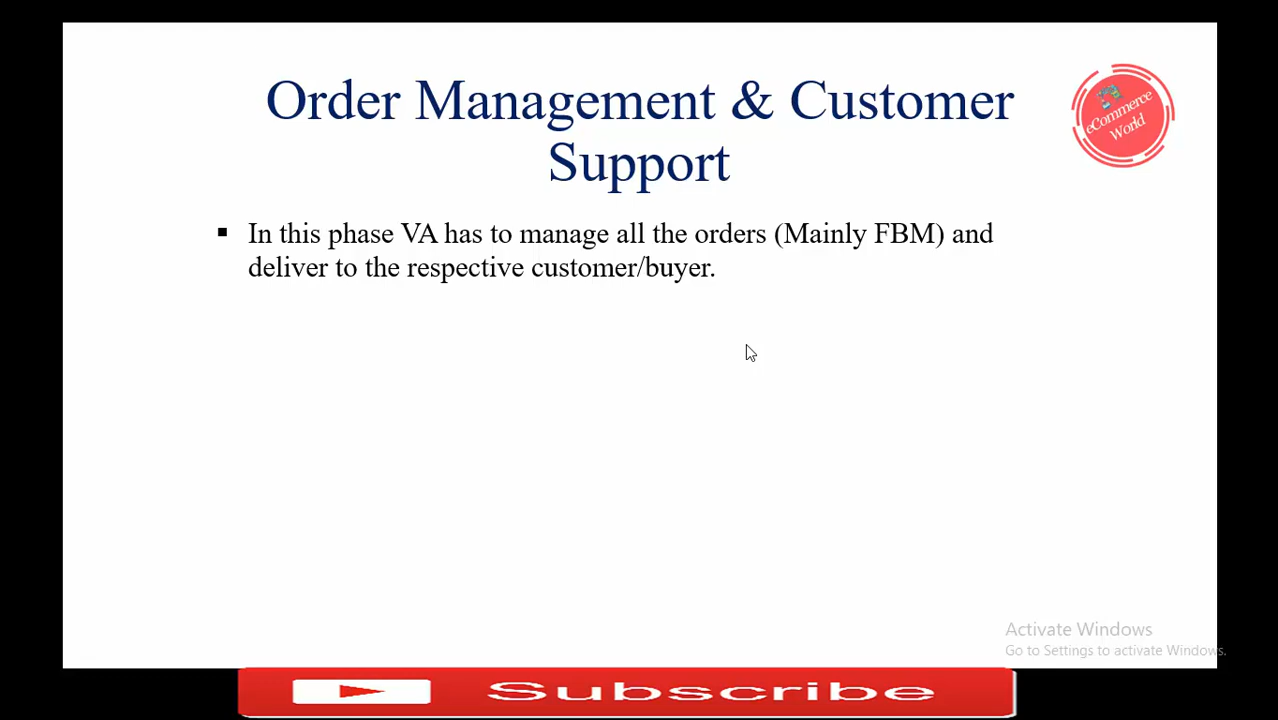 Order Management & Customer
Support
eCommerce
World
▪ In this phase VA has to manage all the orders (Mainly FBM) and
deliver to the respective customer/buyer.
Activate Windows
Go to Settings to activate Windows.
Subscribe